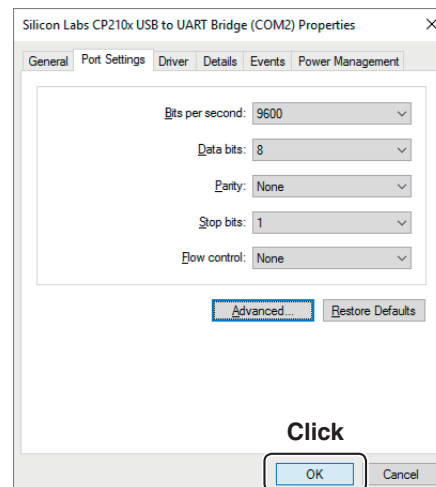 Silicon Labs CP210x USB to UART Bridge (COM2) Properties
General Port Settings Driver Details Events Power Management
Bits per second: 9600
Data bits: 8
Parity: None
Stop bits: 1
Flow control: None
Advanced... Restore Defaults
Click
OK Cancel